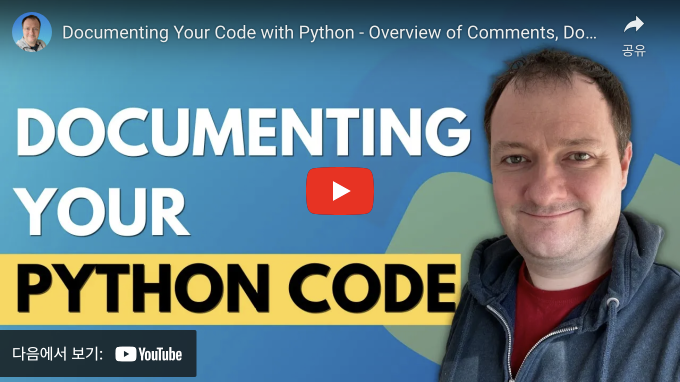 Documenting Your Code with Python - Overview of Comments, Do...
공유
DOCUMENTING
YOUR
PYTHON CODE
다음에서 보기: YouTube